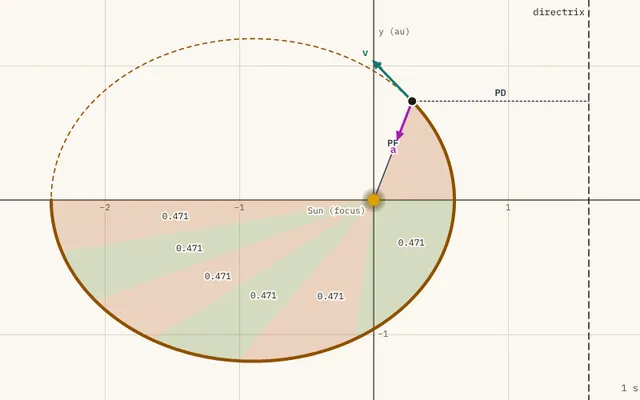 directrix
y (au)
v
PD
PF
a
−2
−1
Sun (focus)
1
0.471
0.471
0.471
0.471
0.471
0.471
−1
1 s